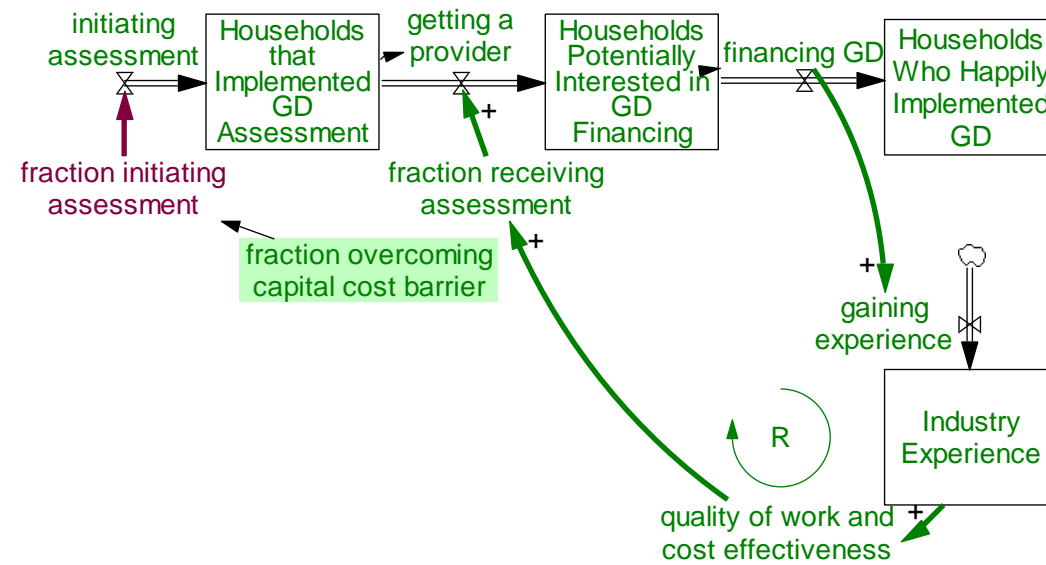 initiating
assessment
Households
that
Implemented
GD
Assessment
getting a
provider
Households
Potentially
Interested in
GD
Financing
financing GD
Households
Who Happily
Implemented
GD
+
fraction initiating
assessment
fraction receiving
assessment
+
fraction overcoming
capital cost barrier
+
gaining
experience
R
Industry
Experience
+
quality of work and
cost effectiveness